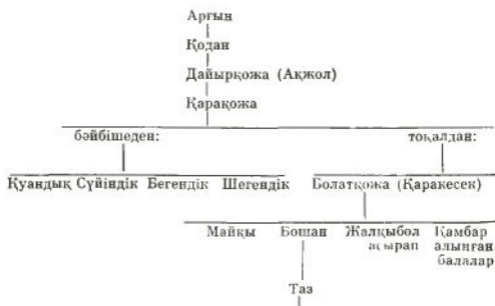 Арғын
Қодан
Дайырқожа (Ақжол)
Қарақожа
бәйбішеден: тоқалдан:
Қуандық Сүйіндік Бегендік Шегендік Болатқожа (Қаракесек)
Майқы Бошан Жалқыбол Қамбар
асырап алынған
балалар
Таз